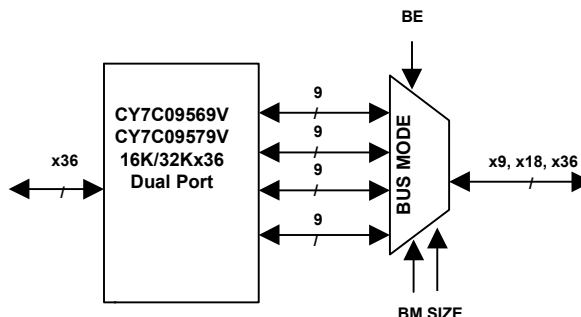 BE
CY7C09569V
CY7C09579V
16K/32Kx36
Dual Port
x36
9
9
9
9
BUS MODE
x9, x18, x36
BM SIZE